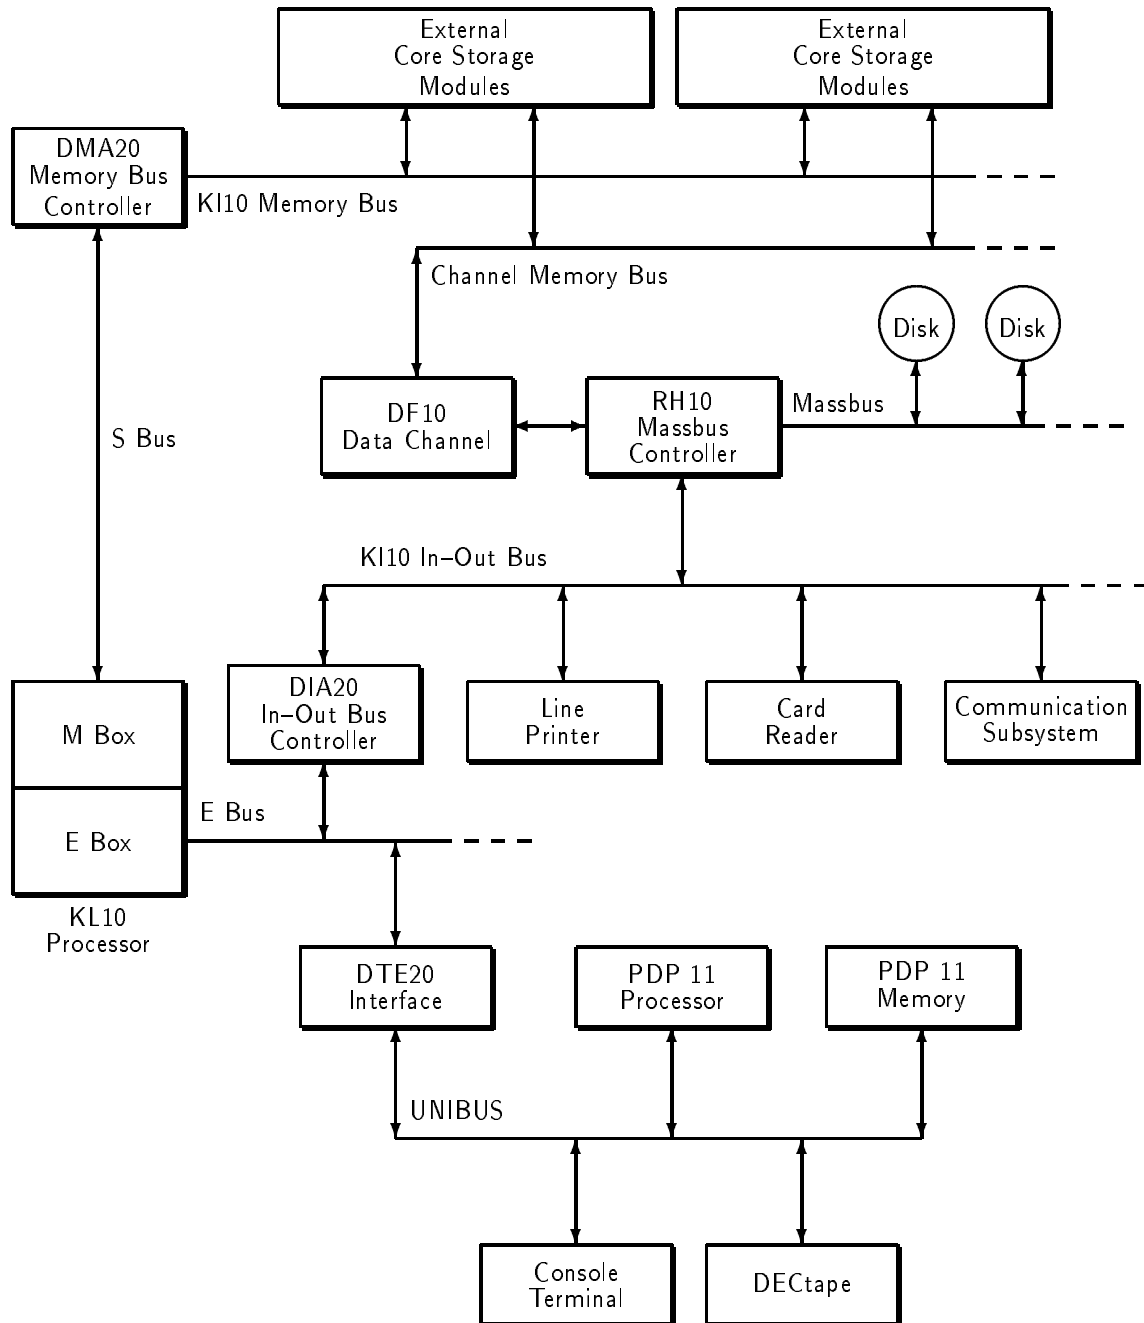 External
Core Storage
Modules
External
Core Storage
Modules
DMA20
Memory Bus
Controller
KI10 Memory Bus
Channel Memory Bus
Disk
Disk
DF10
Data Channel
RH10
Massbus
Controller
Massbus
S Bus
KI10 In–Out Bus
M Box
E Box
KL10
Processor
DIA20
In–Out Bus
Controller
Line
Printer
Card
Reader
Communication
Subsystem
E Bus
DTE20
Interface
PDP 11
Processor
PDP 11
Memory
UNIBUS
Console
Terminal
DECtape